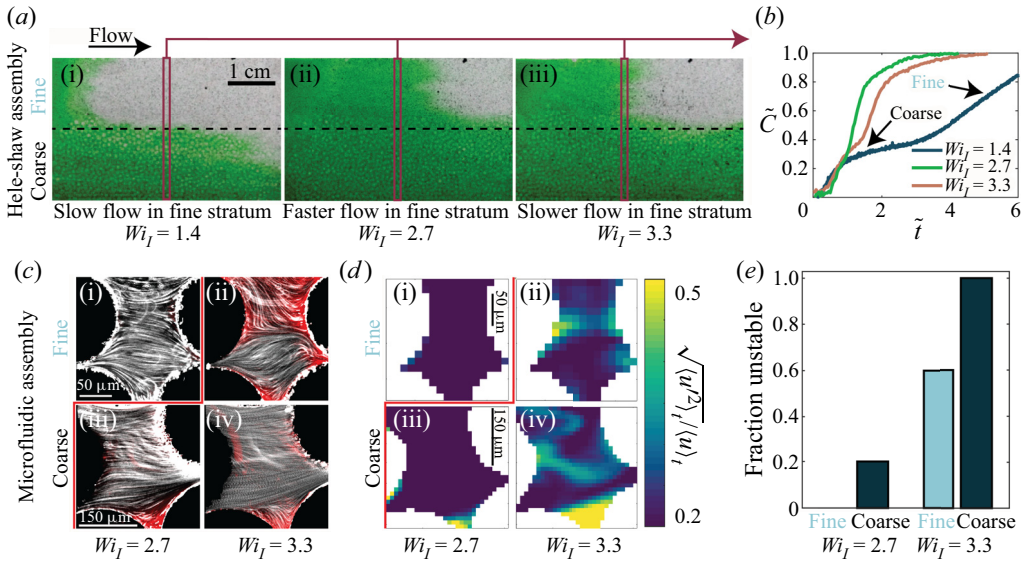 (a)
Flow
(i)
(ii)
(iii)
1 cm
Hele-shaw assembly
Fine
Coarse
Slow flow in fine stratum
Faster flow in fine stratum
Slower flow in fine stratum
Wi_I = 1.4
Wi_I = 2.7
Wi_I = 3.3
(b)
1.0
0.8
0.6
0.4
0.2
C̃
Fine
Coarse
Wi_I = 1.4
Wi_I = 2.7
Wi_I = 3.3
0
2
4
6
t̃
(c)
Microfluidic assembly
Fine
Coarse
(i)
(ii)
50 μm
(iii)
(iv)
150 μm
Wi_I = 2.7
Wi_I = 3.3
(d)
Fine
Coarse
(i)
(ii)
50 μm
(iii)
(iv)
150 μm
Wi_I = 2.7
Wi_I = 3.3
0.5
√⟨u′²⟩_t/⟨u⟩_t
0.2
(e)
Fraction unstable
1.0
0.8
0.6
0.4
0.2
0
Fine Coarse
Fine Coarse
Wi_I = 2.7
Wi_I = 3.3